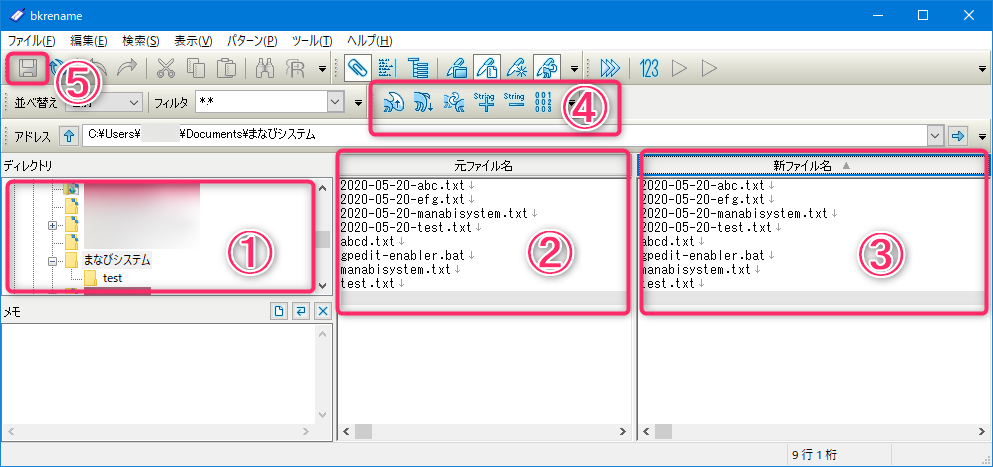 bkrename
ファイル(F) 編集(E) 検索(S) 表示(V) パターン(P) ツール(T) ヘルプ(H)
⑤
123
並べ替え フィルタ **
String String 001 002 003
④
アドレス C:¥Users¥ ¥Documents¥まなびシステム
ディレクトリ
まなびシステム
test
①
メモ
元ファイル名
2020-05-20-abc.txt↓
2020-05-20-efg.txt↓
2020-05-20-manabisystem.txt↓
2020-05-20-test.txt↓
abcd.txt↓
gpedit-enabler.bat↓
manabisystem.txt↓
test.txt↓
②
新ファイル名
2020-05-20-abc.txt↓
2020-05-20-efg.txt↓
2020-05-20-manabisystem.txt↓
2020-05-20-test.txt↓
abcd.txt↓
gpedit-enabler.bat↓
manabisystem.txt↓
test.txt↓
③
9 行 1 桁